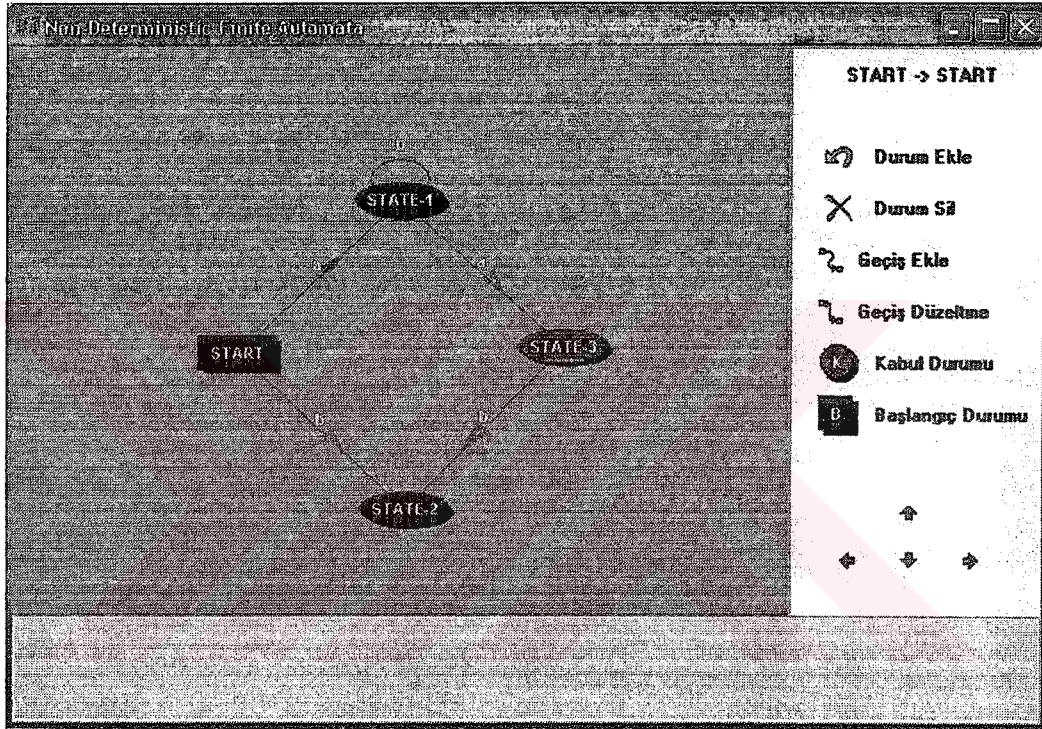 Non-Deterministic Finite Automata
START -> START
Durum Ekle
Durum Sil
Geçiş Ekle
Geçiş Düzeltme
K
Kabul Durumu
B
Başlangıç Durumu
STATE-1
START
STATE-3
STATE-2